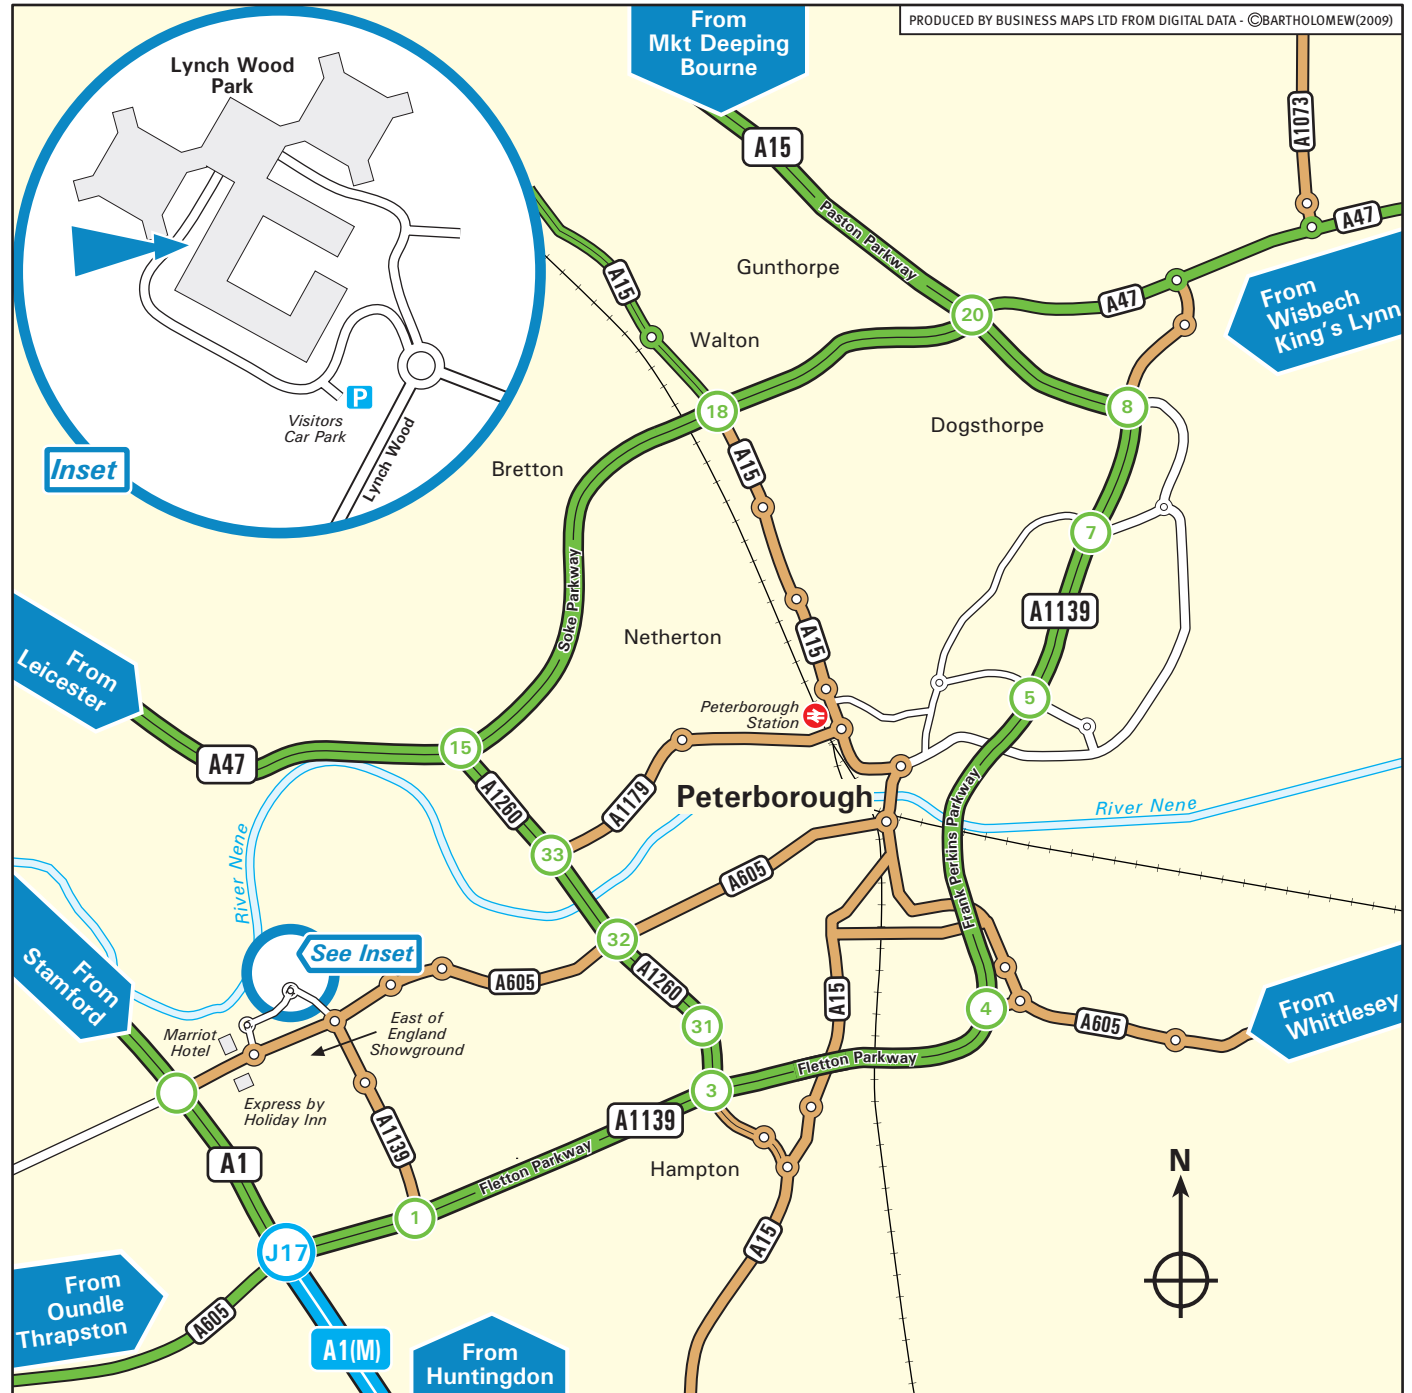 PRODUCED BY BUSINESS MAPS LTD FROM DIGITAL DATA - ©BARTHOLOMEW(2009)
From
Mkt Deeping
Bourne
Lynch Wood
Park
A15
A1073
Paston Parkway
A47
A15
Gunthorpe
A47
From
Wisbech
King's Lynn
20
Walton
P
Visitors
Car Park
Lynch Wood
Inset
18
8
Dogsthorpe
A15
Bretton
7
Soke Parkway
A1139
Netherton
A15
From
Leicester
5
Peterborough
Station
15
A47
A1260
A1179
Peterborough
River Nene
Frank Perkins Parkway
33
River Nene
A605
32
See Inset
From
Stamford
A605
A1260
A15
4
From
Whittlesey
A605
31
East of
England
Showground
Marriot
Hotel
Fletton Parkway
3
Express by
Holiday Inn
A1139
A1139
A1
Fletton Parkway
Hampton
N
1
A15
J17
From
Oundle
Thrapston
A605
A1(M)
From
Huntingdon